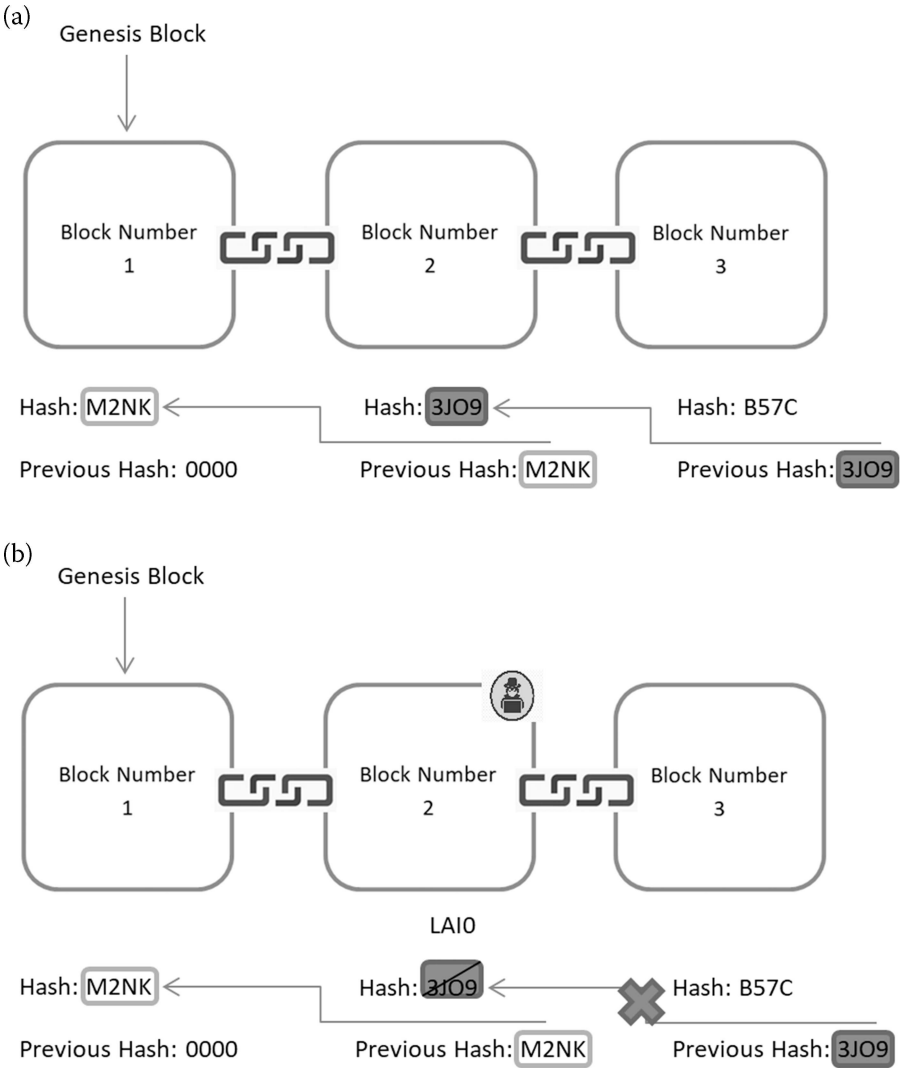 (a)
Genesis Block
Block Number
1
Block Number
2
Block Number
3
Hash: M2NK
Hash: 3JO9
Hash: B57C
Previous Hash: 0000
Previous Hash: M2NK
Previous Hash: 3JO9
(b)
Genesis Block
Block Number
1
Block Number
2
Block Number
3
LAI0
Hash: M2NK
Hash: 3JO9
Hash: B57C
Previous Hash: 0000
Previous Hash: M2NK
Previous Hash: 3JO9